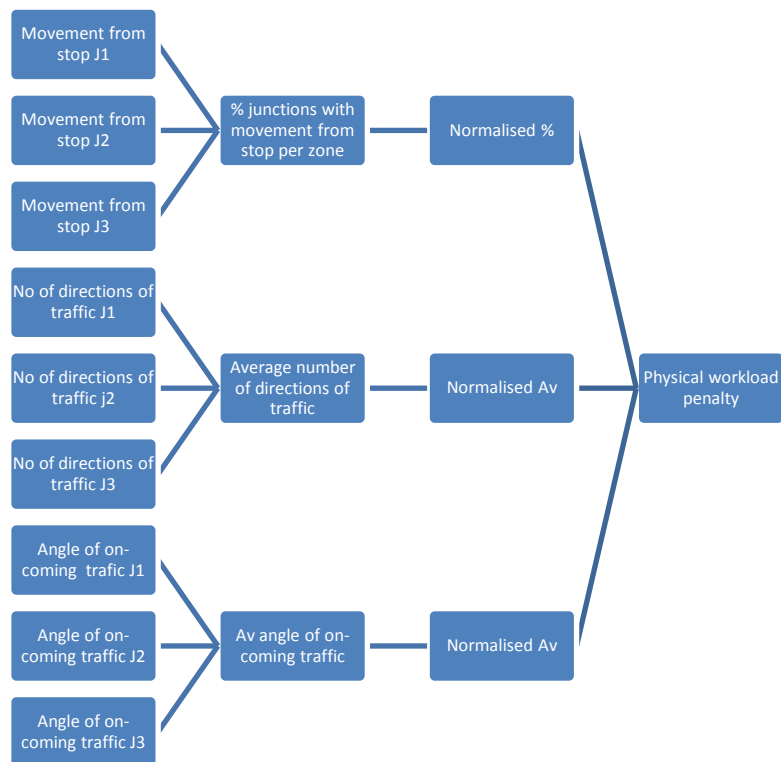 Movement from
stop J1
Movement from
stop J2
Movement from
stop J3
% junctions with
movement from
stop per zone
Normalised %
No of directions of
traffic J1
No of directions of
traffic j2
No of directions of
traffic J3
Average number
of directions of
traffic
Normalised Av
Physical workload
penalty
Angle of on-
coming  trafic J1
Angle of on-
coming traffic J2
Angle of on-
coming traffic J3
Av angle of on-
coming traffic
Normalised Av